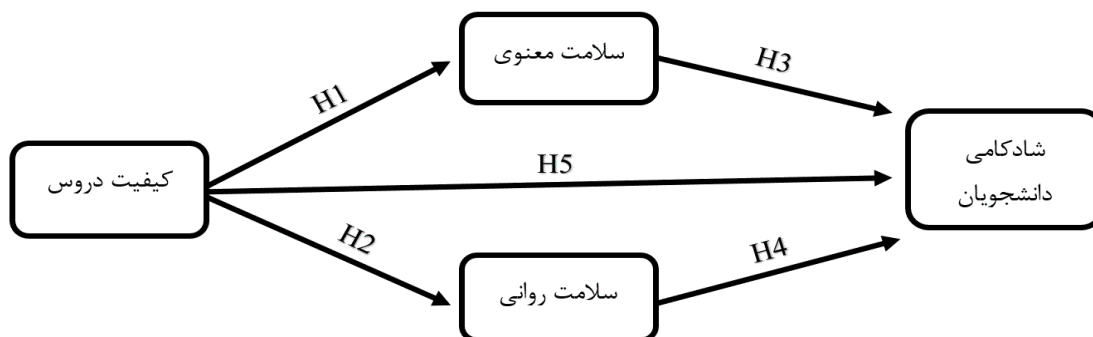 سلامت معنوی
H3
H1
شادکامی
دانشجویان
H5
کیفیت دروس
H2
H4
سلامت روانی